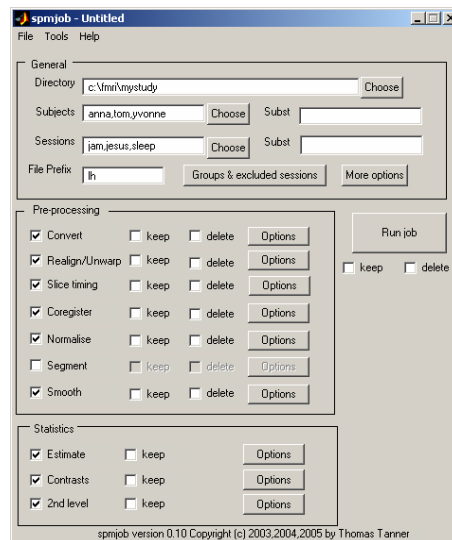 spmjob - Untitled
File Tools Help
General
Directory c:\fmri\mystudy Choose
Subjects anna,tom,yvonne Choose Subst
Sessions jam,jesus,sleep Choose Subst
File Prefix lh Groups & excluded sessions More options
Pre-processing
Convert keep delete Options
Realign/Unwarp keep delete Options
Slice timing keep delete Options
Coregister keep delete Options
Normalise keep delete Options
Segment keep delete Options
Smooth keep delete Options
Run job
keep delete
Statistics
Estimate keep Options
Contrasts keep Options
2nd level keep Options
spmjob version 0.10 Copyright (c) 2003,2004,2005 by Thomas Tanner